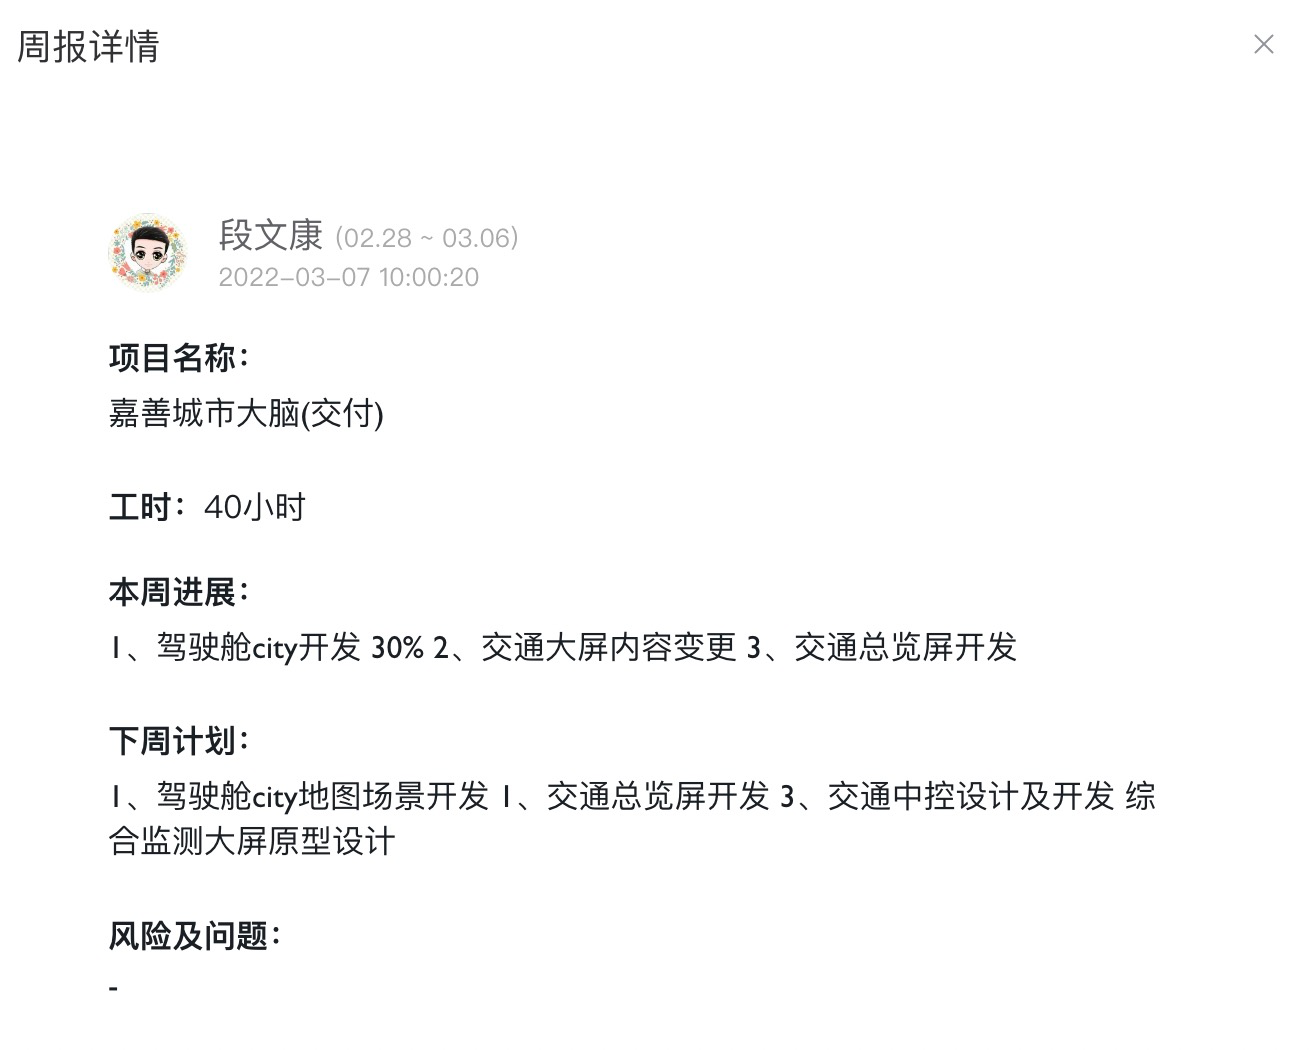 周报详情
段文康 (02.28 ~ 03.06)
2022-03-07 10:00:20
项目名称：
嘉善城市大脑(交付)
工时：40小时
本周进展：
1、驾驶舱city开发 30% 2、交通大屏内容变更 3、交通总览屏开发
下周计划：
1、驾驶舱city地图场景开发 1、交通总览屏开发 3、交通中控设计及开发 综
合监测大屏原型设计
风险及问题：
-